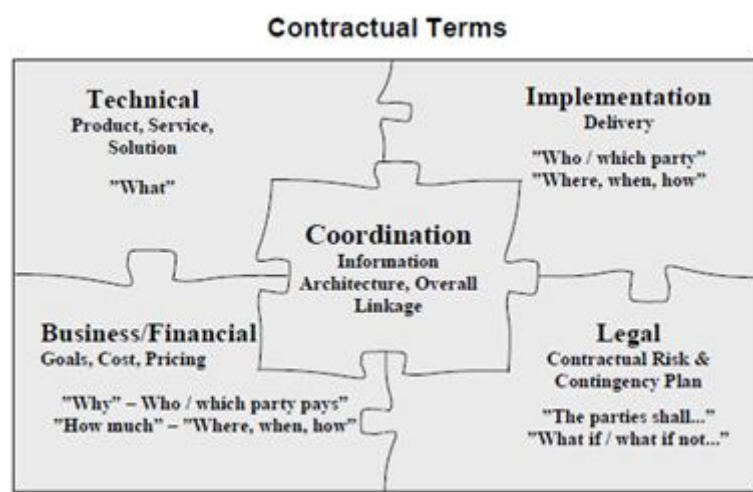 Contractual Terms
Technical
Product, Service,
Solution
"What"
Implementation
Delivery
"Who / which party"
"Where, when, how"
Coordination
Information
Architecture, Overall
Linkage
Business/Financial
Goals, Cost, Pricing
"Why" – Who / which party pays"
"How much" – "Where, when, how"
Legal
Contractual Risk &
Contingency Plan
"The parties shall..."
"What if / what if not..."